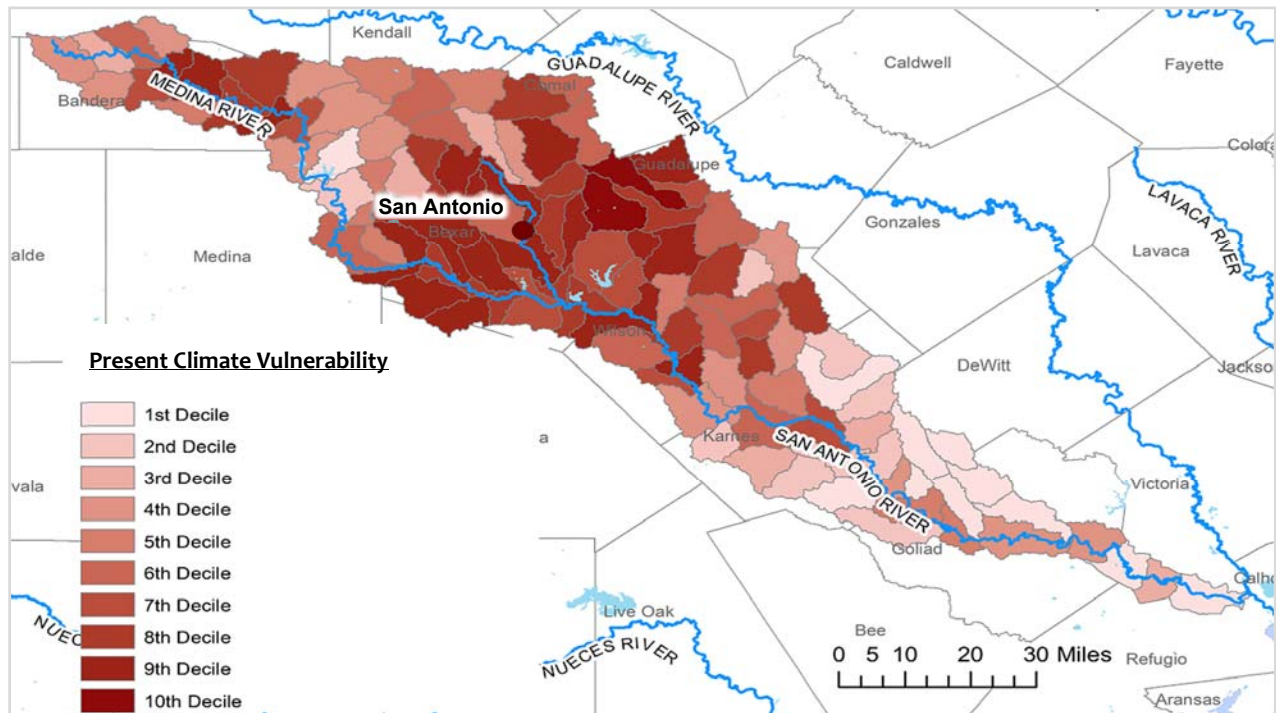 Kendall
GUADALUPE RIVER
Caldwell
Fayette
Comal
Bandera
MEDINA RIVER
Guadalupe
Colora
San Antonio
Bexar
Gonzales
LAVACA RIVER
Lavaca
alde
Medina
Wilson
DeWitt
Jackso
Present Climate Vulnerability
1st Decile
2nd Decile
3rd Decile
4th Decile
5th Decile
6th Decile
7th Decile
8th Decile
9th Decile
10th Decile
a
Karnes
SAN ANTONIO RIVER
vala
Victoria
Goliad
Calho
Live Oak
Bee
NUEC
NUECES RIVER
0 5 10 20 30 Miles
Refugio
Aransas